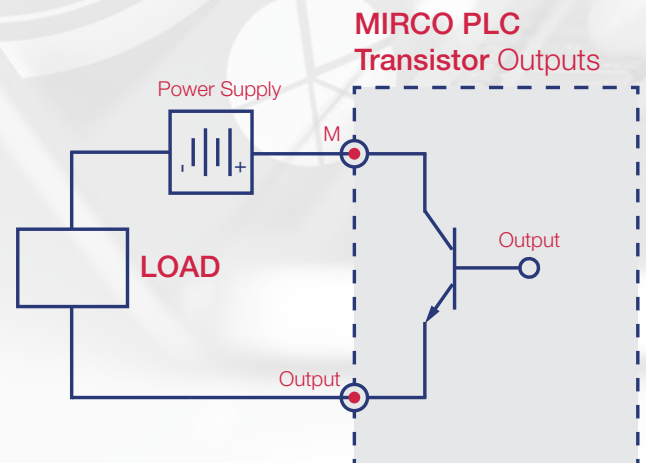 MIRCO PLC
Transistor Outputs
Power Supply
M
- +
LOAD
Output
Output